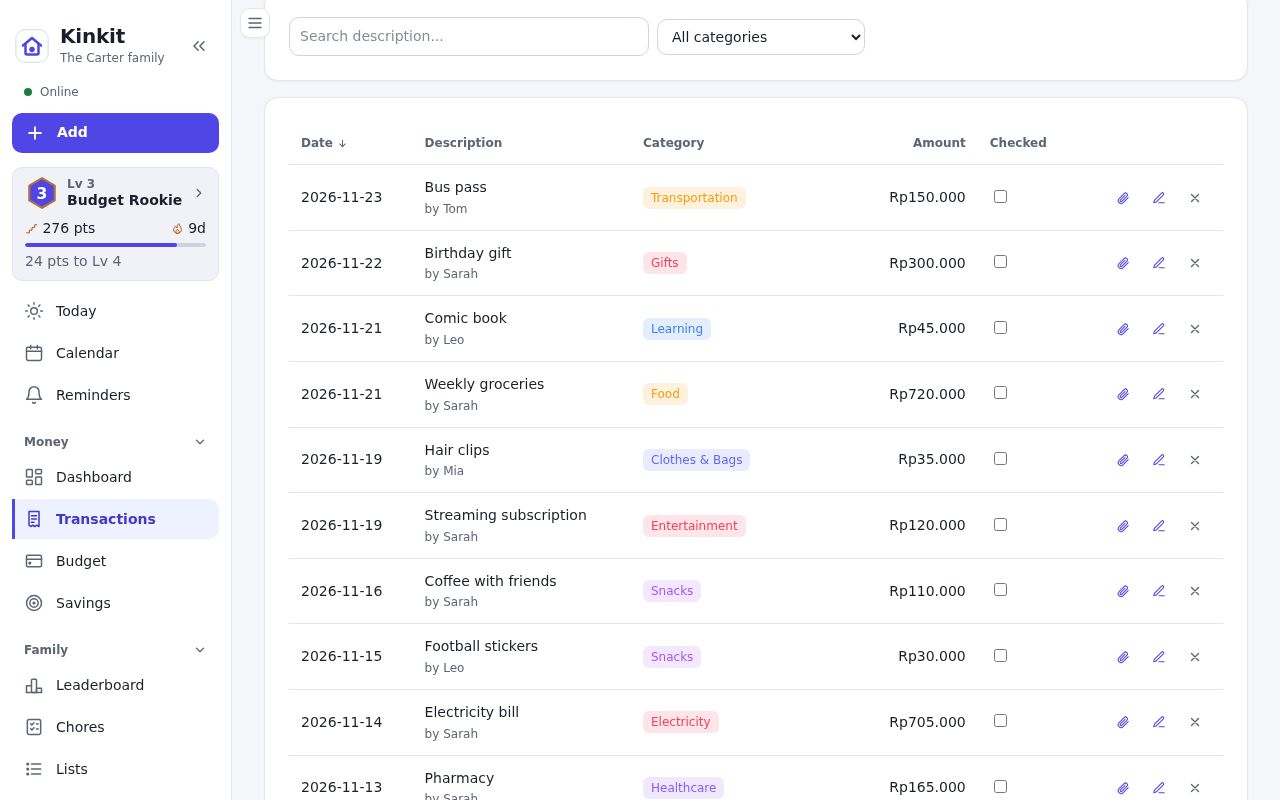 Kinkit
The Carter family
Online
Add
3
Lv 3
Budget Rookie
276 pts
9d
24 pts to Lv 4
Today
Calendar
Reminders
Money
Dashboard
Transactions
Budget
Savings
Family
Leaderboard
Chores
Lists
Search description...
All categories
Date ↓ Description Category Amount Checked
2026-11-23 Bus pass Transportation Rp150.000
by Tom
2026-11-22 Birthday gift Gifts Rp300.000
by Sarah
2026-11-21 Comic book Learning Rp45.000
by Leo
2026-11-21 Weekly groceries Food Rp720.000
by Sarah
2026-11-19 Hair clips Clothes & Bags Rp35.000
by Mia
2026-11-19 Streaming subscription Entertainment Rp120.000
by Sarah
2026-11-16 Coffee with friends Snacks Rp110.000
by Sarah
2026-11-15 Football stickers Snacks Rp30.000
by Leo
2026-11-14 Electricity bill Electricity Rp705.000
by Sarah
2026-11-13 Pharmacy Healthcare Rp165.000
by Sarah